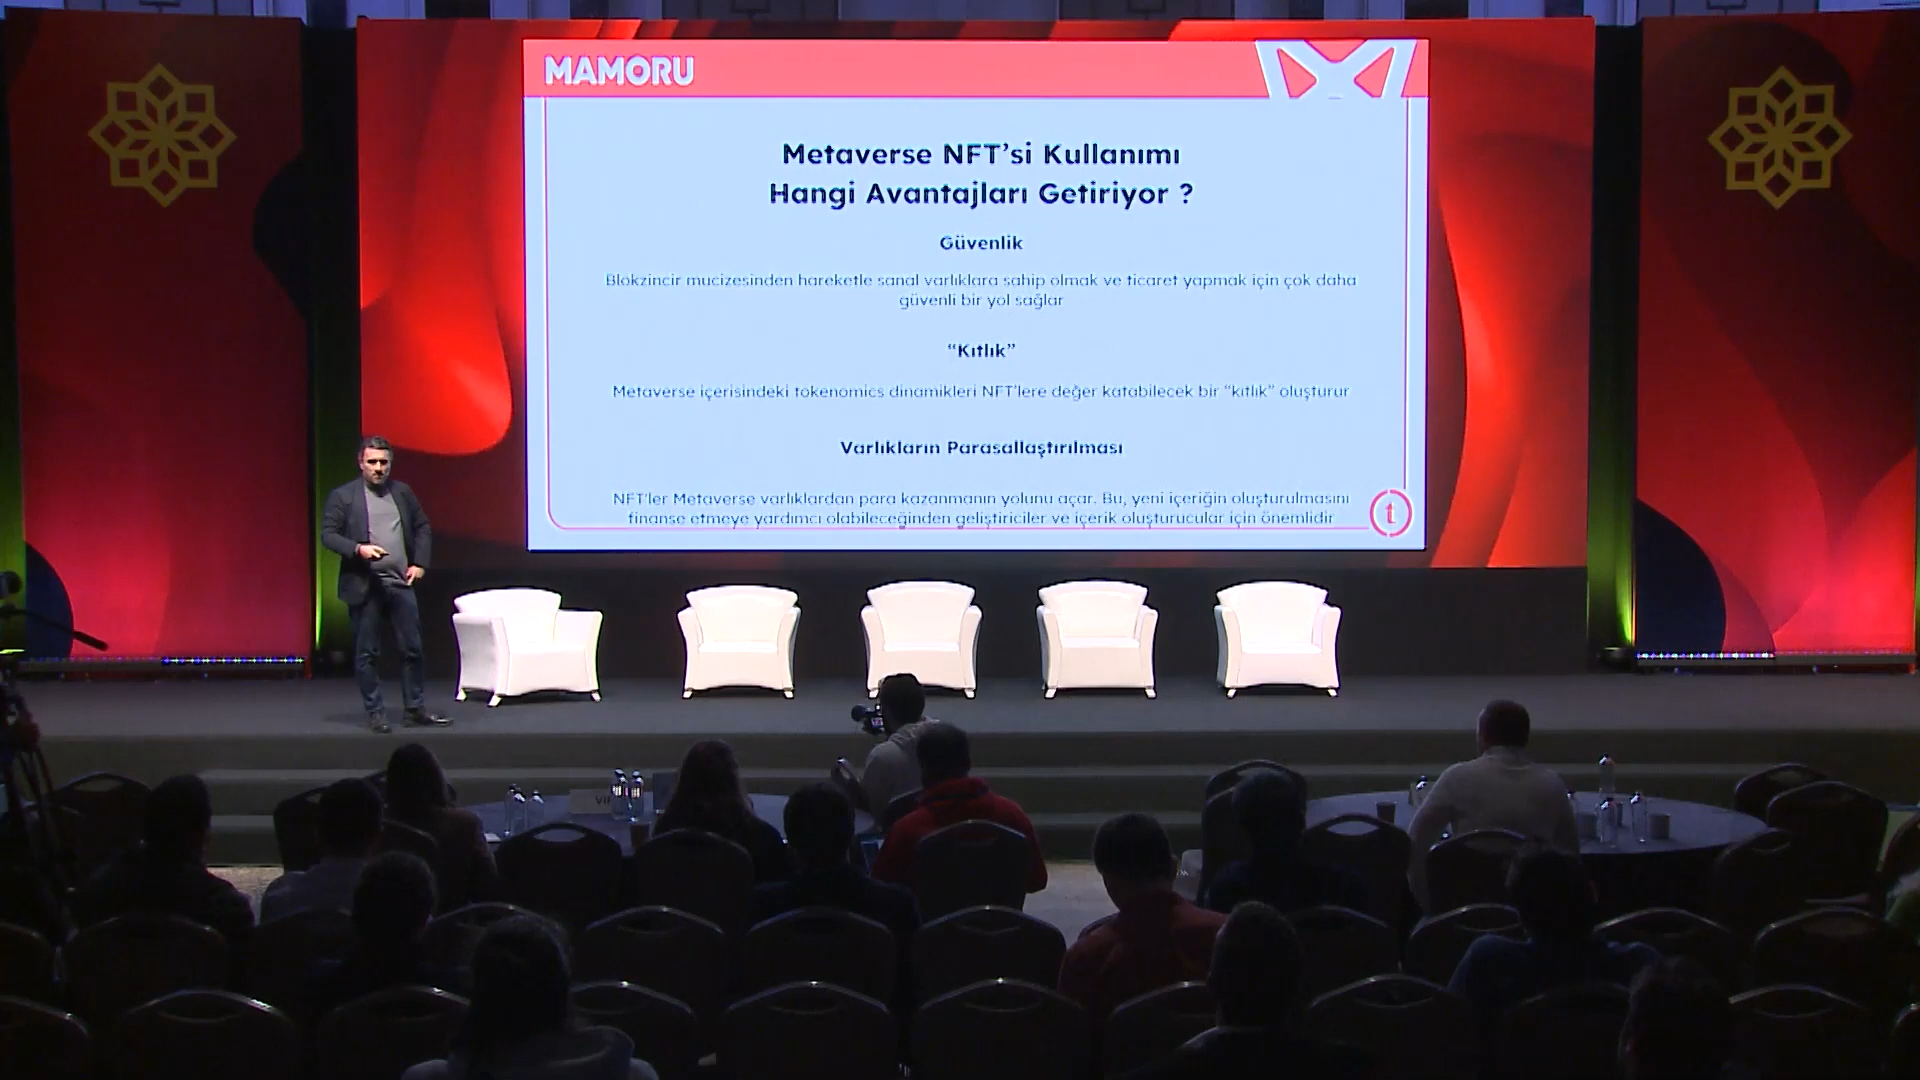 MAMORU
Metaverse NFT'si Kullanımı
Hangi Avantajları Getiriyor ?
Güvenlik
Blokzincir mucizesinden hareketle sanal varlıklara sahip olmak ve ticaret yapmak için çok daha
güvenli bir yol sağlar
“Kıtlık”
Metaverse içerisindeki tokenomics dinamikleri NFT'lere değer katabilecek bir “kıtlık” oluşturur
Varlıkların Parasallaştırılması
NFT'ler Metaverse varlıklardan para kazanmanın yolunu açar. Bu, yeni içeriğin oluşturulmasını
finanse etmeye yardımcı olabileceğinden geliştiriciler ve içerik oluşturucular için önemlidir
t